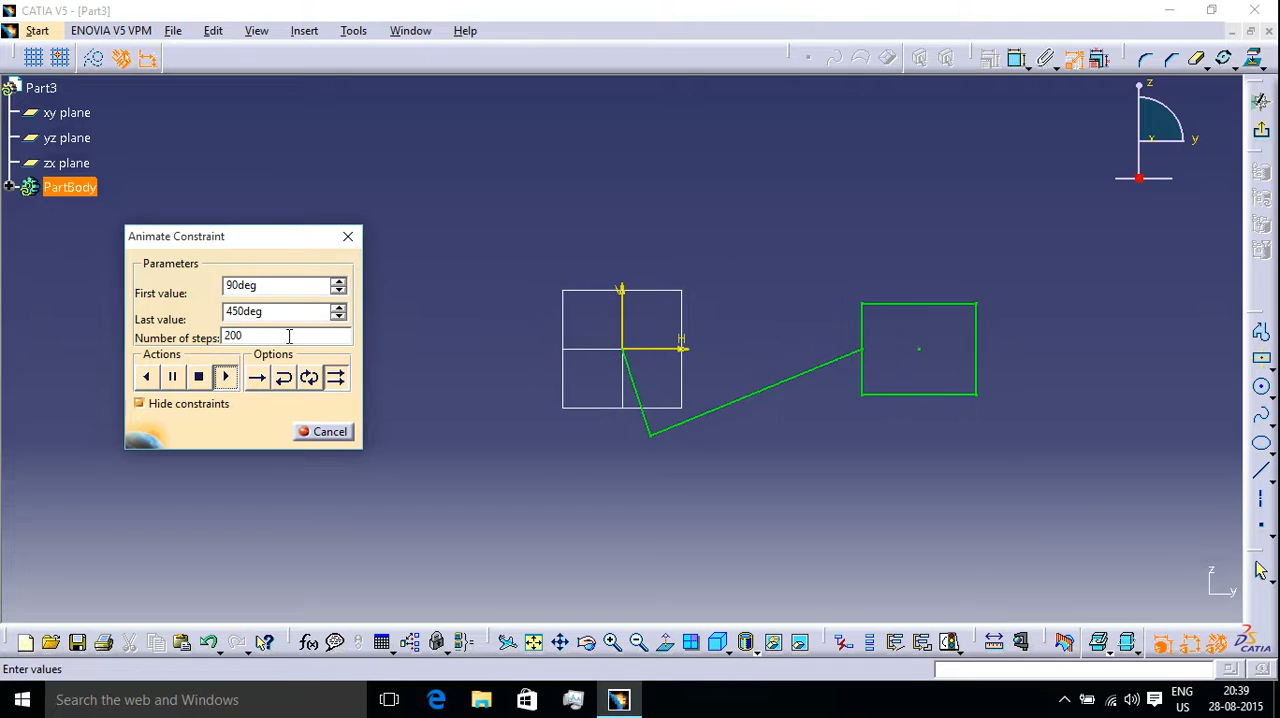 CATIA V5 - [Part3]
Start ENOVIA V5 VPM File Edit View Insert Tools Window Help
Part3
xy plane
yz plane
zx plane
PartBody
z
x
y
Animate Constraint
Parameters
First value: 90deg
Last value: 450deg
Number of steps: 200
Actions Options
Hide constraints
Cancel
V
H
z
y
f(x)
CATIA
Enter values
Search the web and Windows
ENG
US
20:39
28-08-2015